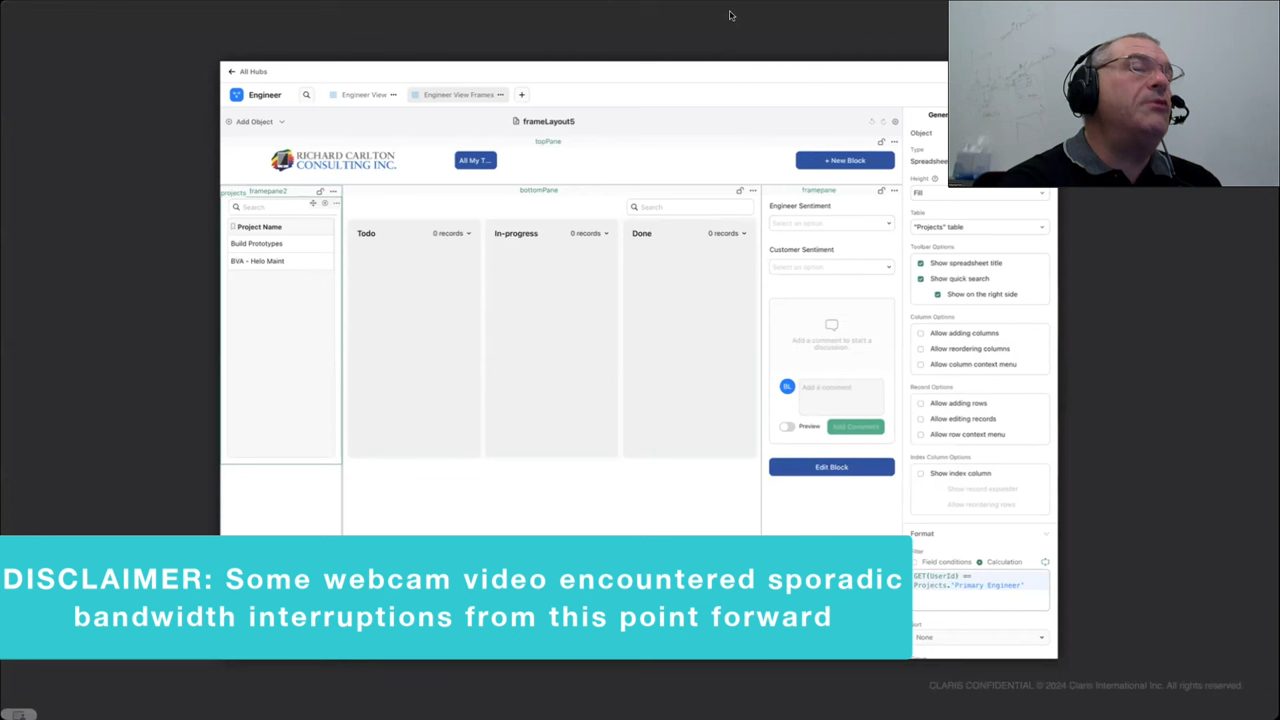 All Hubs
Engineer
Engineer View
Engineer View Frames
Add Object
frameLayout5
topPane
RICHARD CARLTON
CONSULTING INC.
All My T...
+ New Block
projects
framepane2
bottomPane
framepane
Search
Project Name
Build Prototypes
BVA - Helo Maint
Search
Todo
0 records
In-progress
0 records
Done
0 records
Engineer Sentiment
Select an option
Customer Sentiment
Select an option
Add a comment to start a
discussion.
BL
Add a comment
Preview
Add Comment
Edit Block
Object
Type
Height
Fill
Table
"Projects" table
Toolbar Options
Show spreadsheet title
Show quick search
Show on the right side
Column Options
Allow adding columns
Allow reordering columns
Allow column context menu
Record Options
Allow adding rows
Allow editing records
Allow row context menu
Index Column Options
Show index column
Show record expander
Allow reordering rows
Format
Field conditions
Calculation
GET(UserId) ==
Projects."Primary Engineer"
None
DISCLAIMER: Some webcam video encountered sporadic
bandwidth interruptions from this point forward
CLARIS CONFIDENTIAL © 2024 Claris International Inc. All rights reserved.